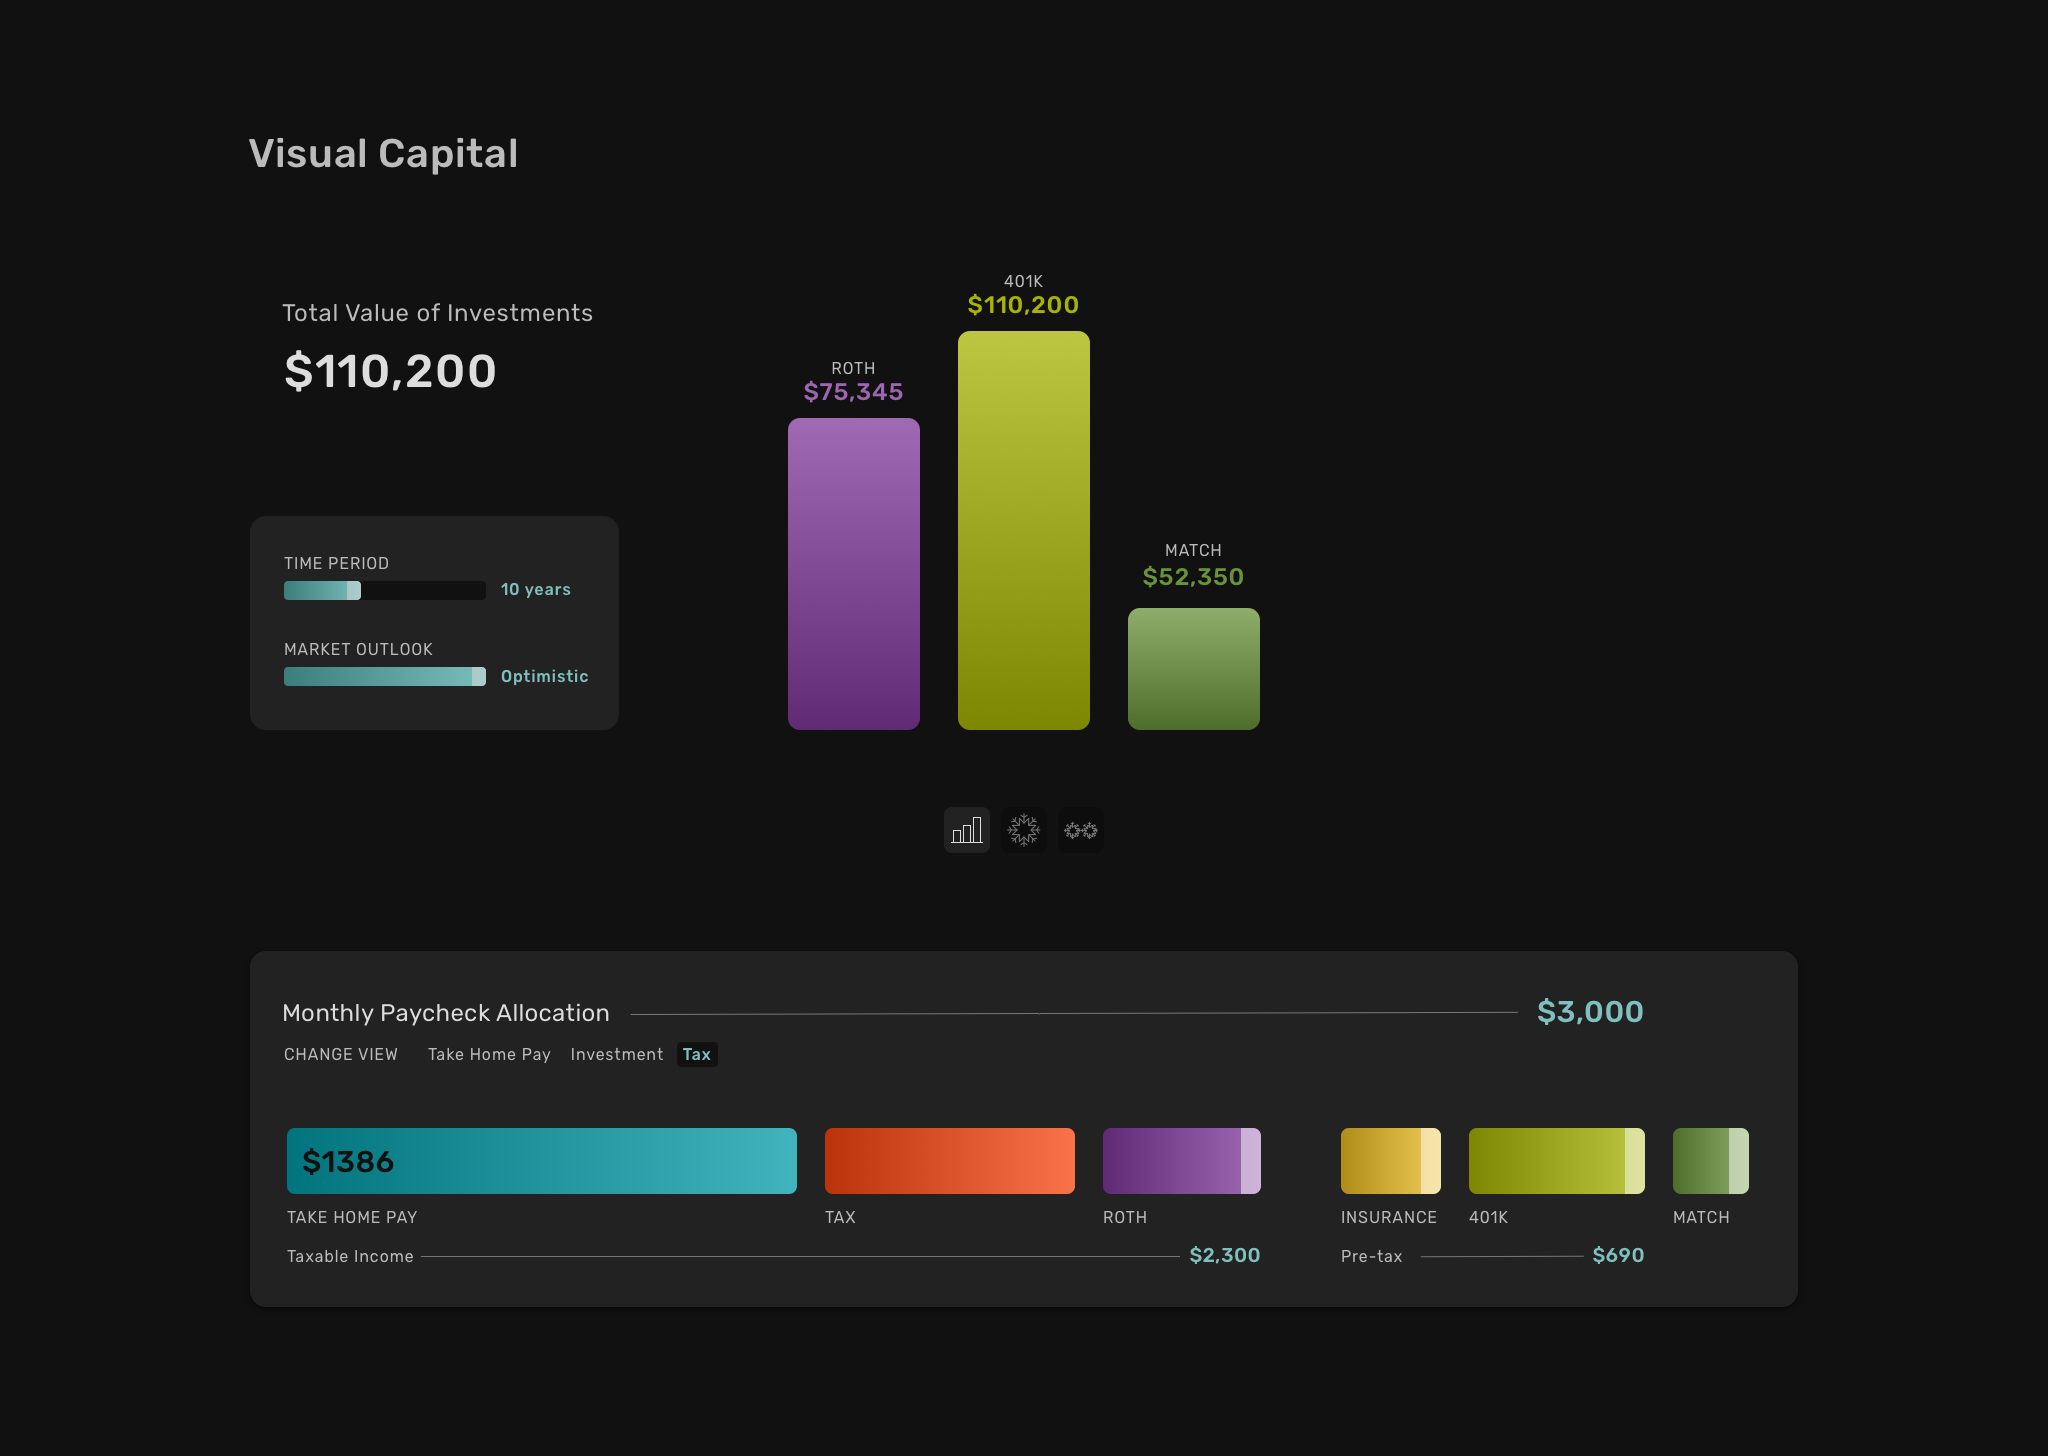 Visual Capital
Total Value of Investments
$110,200
TIME PERIOD
10 years
MARKET OUTLOOK
Optimistic
ROTH
$75,345
401K
$110,200
MATCH
$52,350
Monthly Paycheck Allocation $3,000
CHANGE VIEW Take Home Pay Investment Tax
$1386
TAKE HOME PAY TAX ROTH INSURANCE 401K MATCH
Taxable Income $2,300 Pre-tax $690